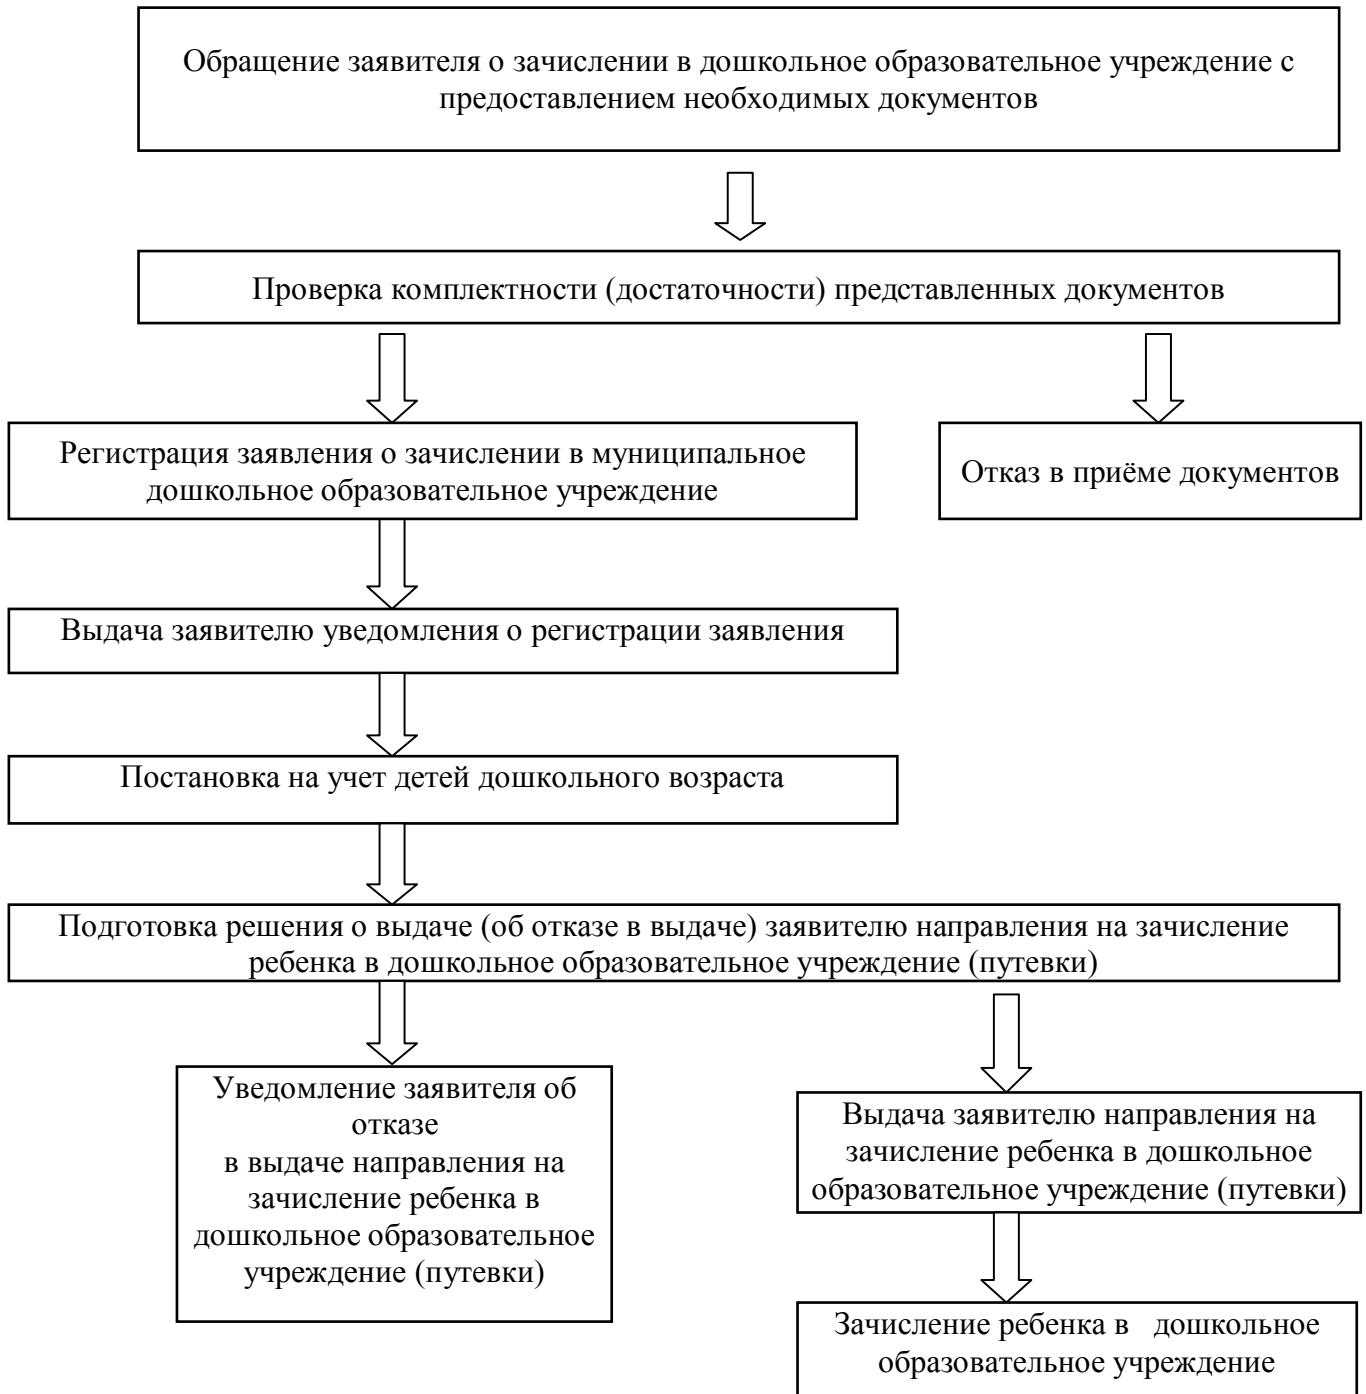 Обращение заявителя о зачислении в дошкольное образовательное учреждение с
предоставлением необходимых документов
Проверка комплектности (достаточности) представленных документов
Регистрация заявления о зачислении в муниципальное
дошкольное образовательное учреждение
Отказ в приёме документов
Выдача заявителю уведомления о регистрации заявления
Постановка на учет детей дошкольного возраста
Подготовка решения о выдаче (об отказе в выдаче) заявителю направления на зачисление
ребенка в дошкольное образовательное учреждение (путевки)
Уведомление заявителя об
отказе
в выдаче направления на
зачисление ребенка в
дошкольное образовательное
учреждение (путевки)
Выдача заявителю направления на
зачисление ребенка в дошкольное
образовательное учреждение (путевки)
Зачисление ребенка в дошкольное
образовательное учреждение